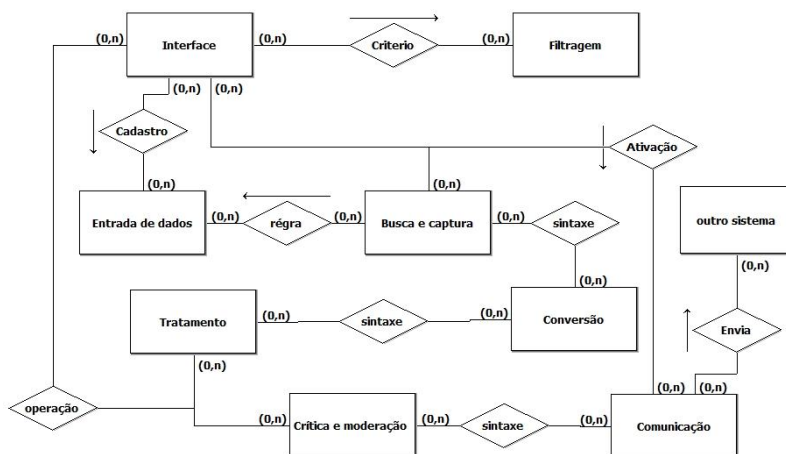 (0,n) Interface (0,n) Criterio (0,n) Filtragem
(0,n) (0,n)
Cadastro Ativação
(0,n) (0,n)
Entrada de dados (0,n) régra (0,n) Busca e captura (0,n) sintaxe outro sistema
(0,n)
(0,n)
Tratamento (0,n) sintaxe (0,n) Conversão Envia
(0,n)
(0,n) (0,n)
operação (0,n) Crítica e moderação (0,n) sintaxe (0,n) Comunicação